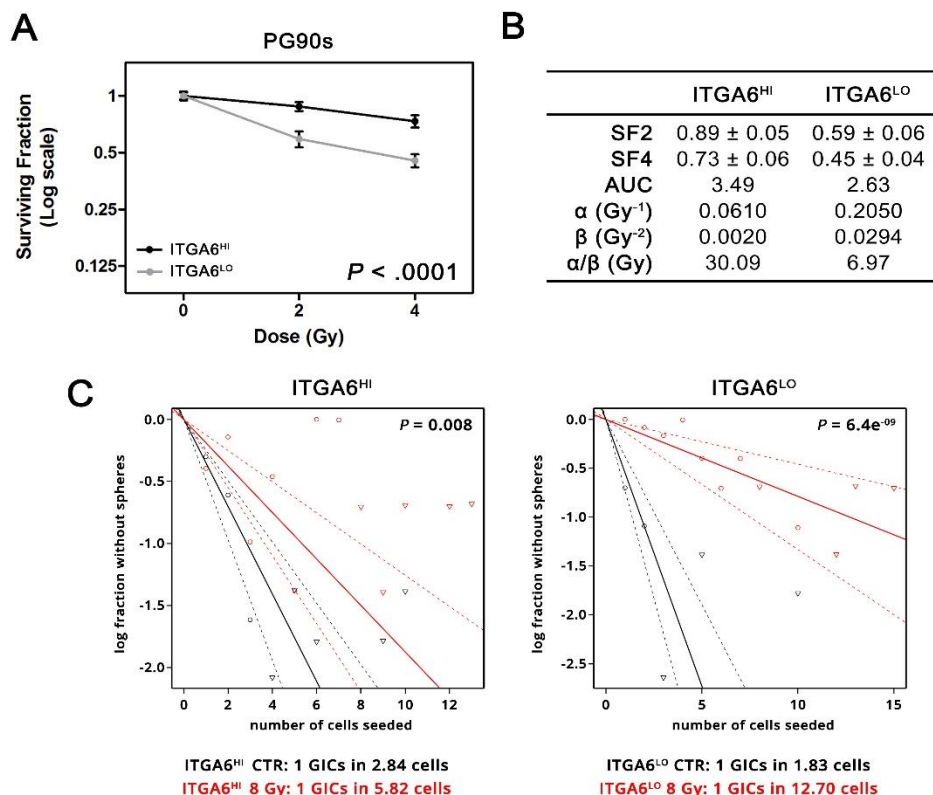 A
PG90s
Surviving Fraction
(Log scale)
1
0.5
0.25
0.125
ITGA6HI
ITGA6LO
P < .0001
0 2 4
Dose (Gy)
B
ITGA6HI ITGA6LO
SF2 0.89 ± 0.05 0.59 ± 0.06
SF4 0.73 ± 0.06 0.45 ± 0.04
AUC 3.49 2.63
α (Gy-1) 0.0610 0.2050
β (Gy-2) 0.0020 0.0294
α/β (Gy) 30.09 6.97
C
ITGA6HI
P = 0.008
log fraction without spheres
0.0
-0.5
-1.0
-1.5
-2.0
0 2 4 6 8 10 12
number of cells seeded
ITGA6HI CTR: 1 GICs in 2.84 cells
ITGA6HI 8 Gy: 1 GICs in 5.82 cells
ITGA6LO
P = 6.4e-09
log fraction without spheres
0.0
-0.5
-1.0
-1.5
-2.0
-2.5
0 5 10 15
number of cells seeded
ITGA6LO CTR: 1 GICs in 1.83 cells
ITGA6LO 8 Gy: 1 GICs in 12.70 cells